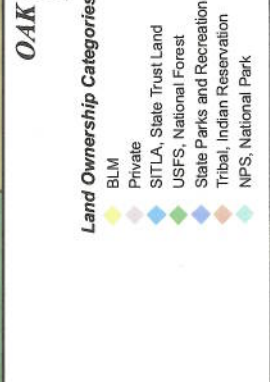 OAK
Land Ownership Categories
BLM
Private
SITLA, State Trust Land
USFS, National Forest
State Parks and Recreation
Tribal, Indian Reservation
NPS, National Park